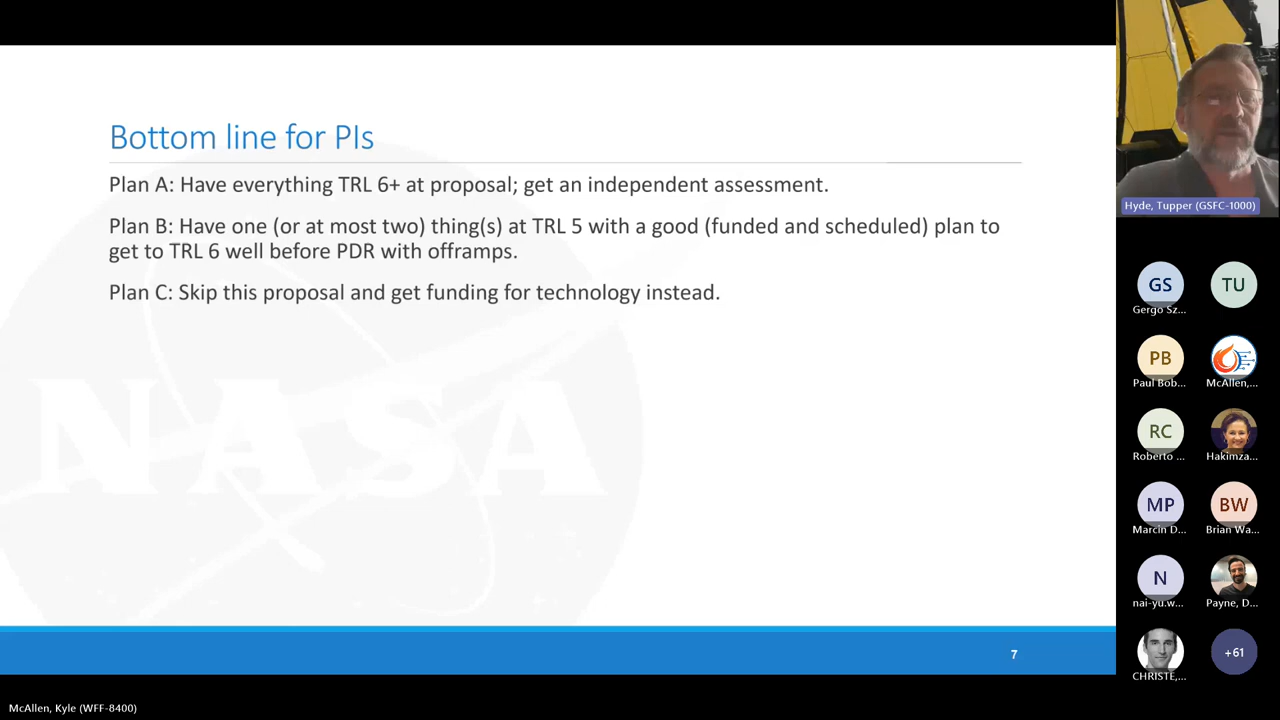 Bottom line for PIs
Plan A: Have everything TRL 6+ at proposal; get an independent assessment.
Plan B: Have one (or at most two) thing(s) at TRL 5 with a good (funded and scheduled) plan to
get to TRL 6 well before PDR with offramps.
Plan C: Skip this proposal and get funding for technology instead.
NASA
7
McAllen, Kyle (WFF-8400)
Hyde, Tupper (GSFC-1000)
GS
Gergo Sz...
TU
PB
Paul Bob...
McAllen,...
RC
Roberto ...
Hakimza...
MP
Marcin D...
BW
Brian Wa...
N
nai-yu.w...
Payne, D...
CHRISTE,...
+61